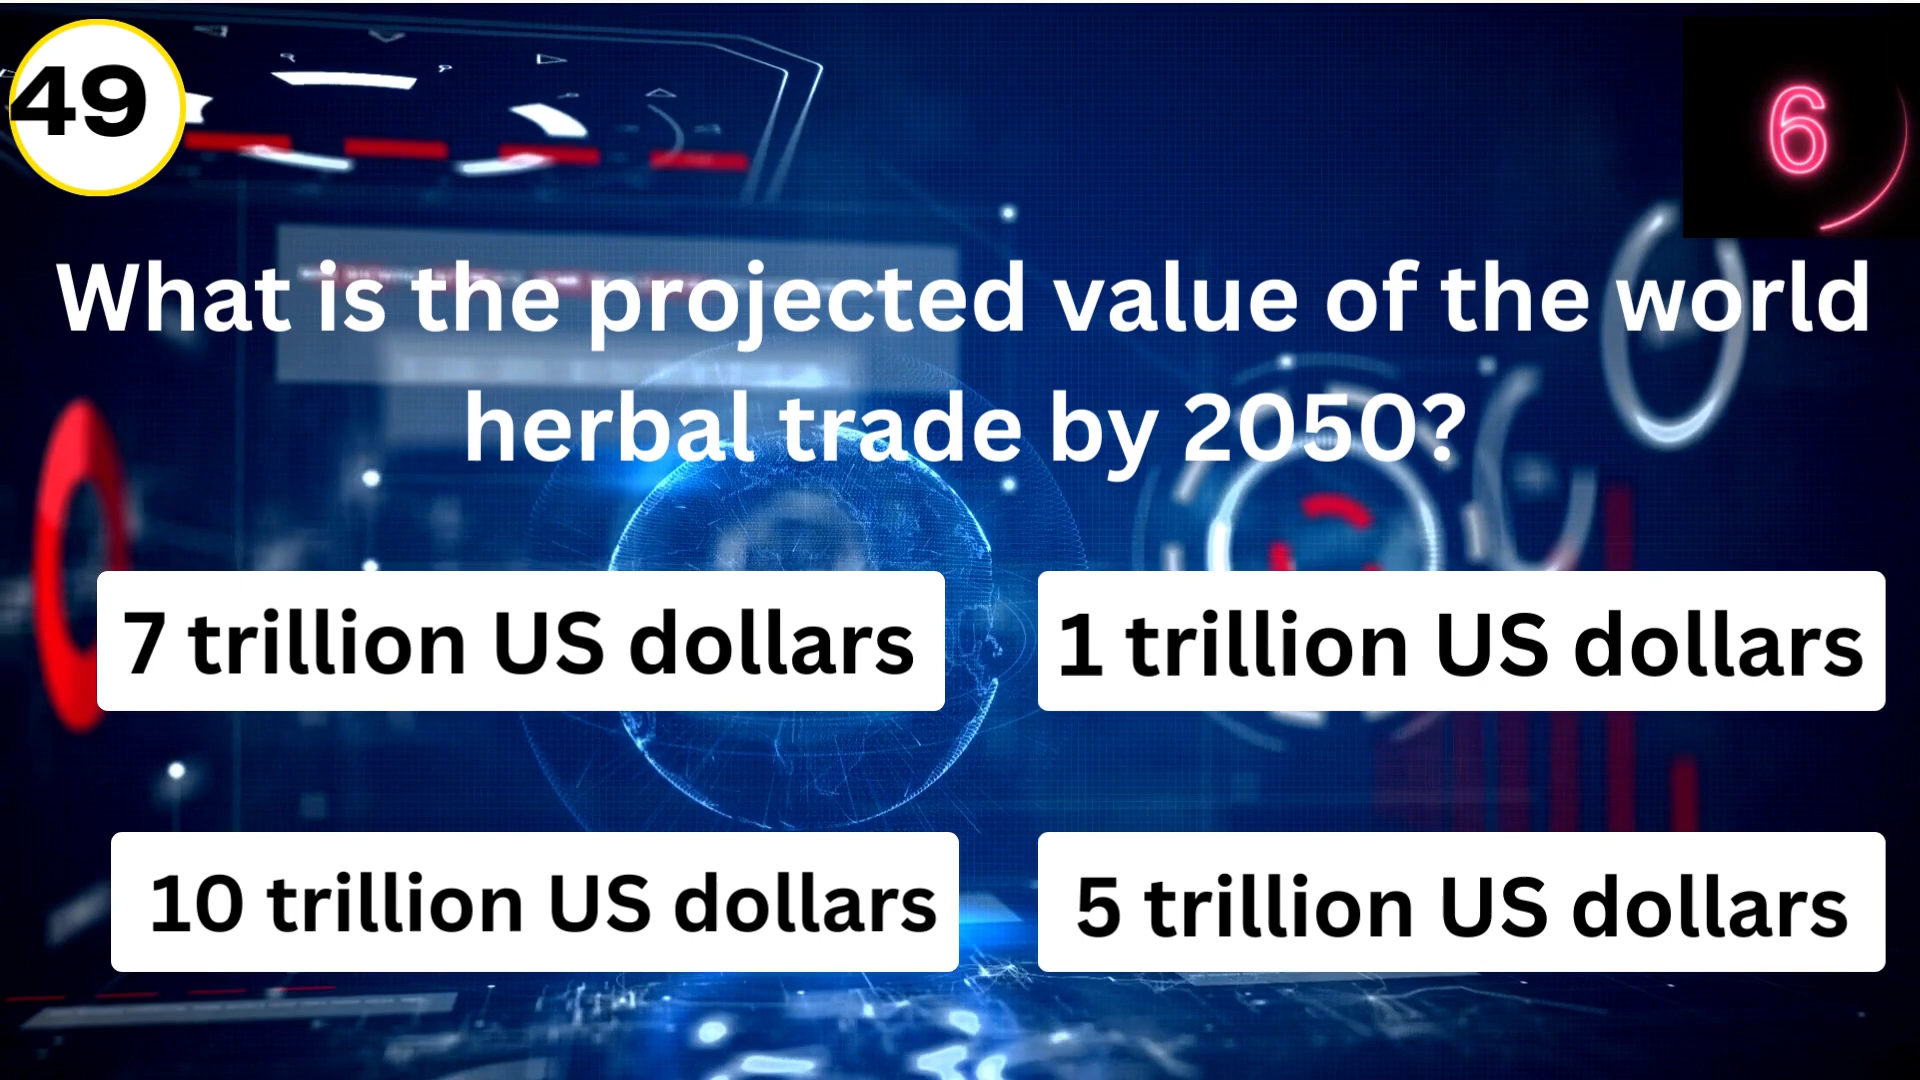 49
6
What is the projected value of the world
herbal trade by 2050?
7 trillion US dollars
1 trillion US dollars
10 trillion US dollars
5 trillion US dollars